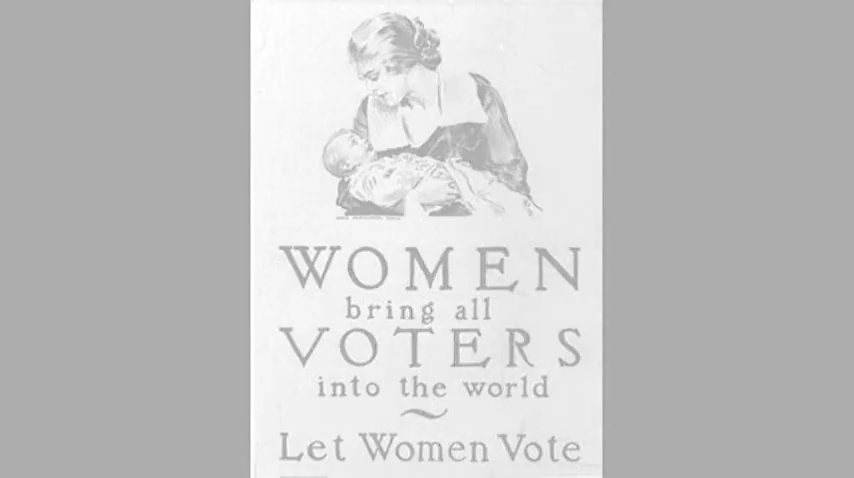 WOMEN
bring all
VOTERS
into the world
Let Women Vote